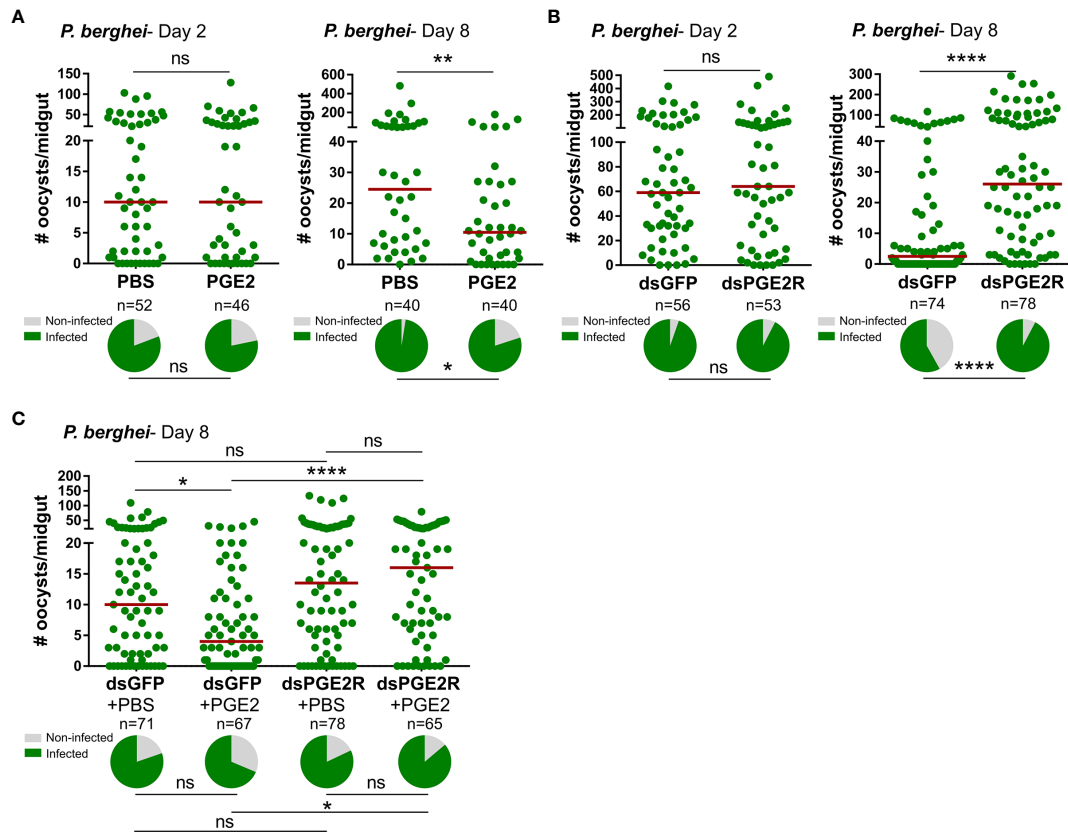 A
P. berghei- Day 2
ns
# oocysts/midgut
150
100
50
20
15
10
5
0
PBS
PGE2
n=52
n=46
Non-infected
Infected
ns
P. berghei- Day 8
**
# oocysts/midgut
600
400
200
40
30
20
10
0
PBS
PGE2
n=40
n=40
Non-infected
Infected
*
B
P. berghei- Day 2
ns
# oocysts/midgut
500
400
300
200
100
100
80
60
40
20
0
dsGFP
dsPGE2R
n=56
n=53
Non-infected
Infected
ns
P. berghei- Day 8
****
# oocysts/midgut
300
200
100
40
30
20
10
0
dsGFP
dsPGE2R
n=74
n=78
Non-infected
Infected
****
C
P. berghei- Day 8
ns
ns
*
****
# oocysts/midgut
200
150
100
50
20
15
10
5
0
dsGFP
dsGFP
dsPGE2R
dsPGE2R
+PBS
+PGE2
+PBS
+PGE2
n=71
n=67
n=78
n=65
Non-infected
Infected
ns
ns
*
ns